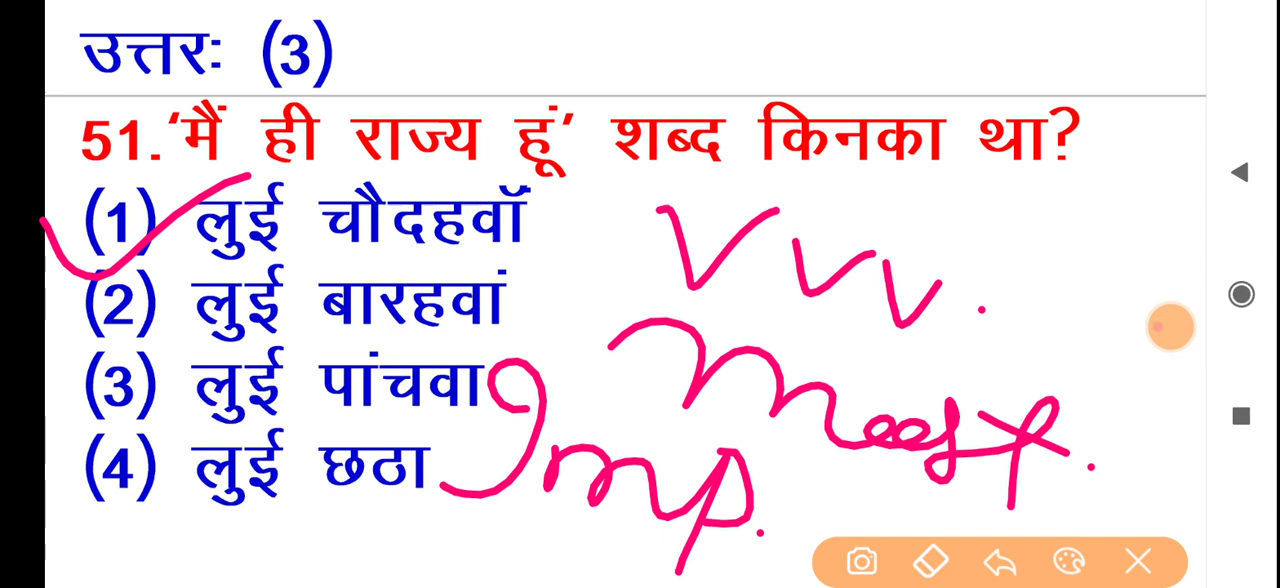 उत्तरः (3)
51. ‘मैं ही राज्य हूं’ शब्द किनका था?
(1) लुई चौदहवॉं
(2) लुई बारहवां
(3) लुई पांचवा
(4) लुई छठा
VVV.
Most.
Imp.